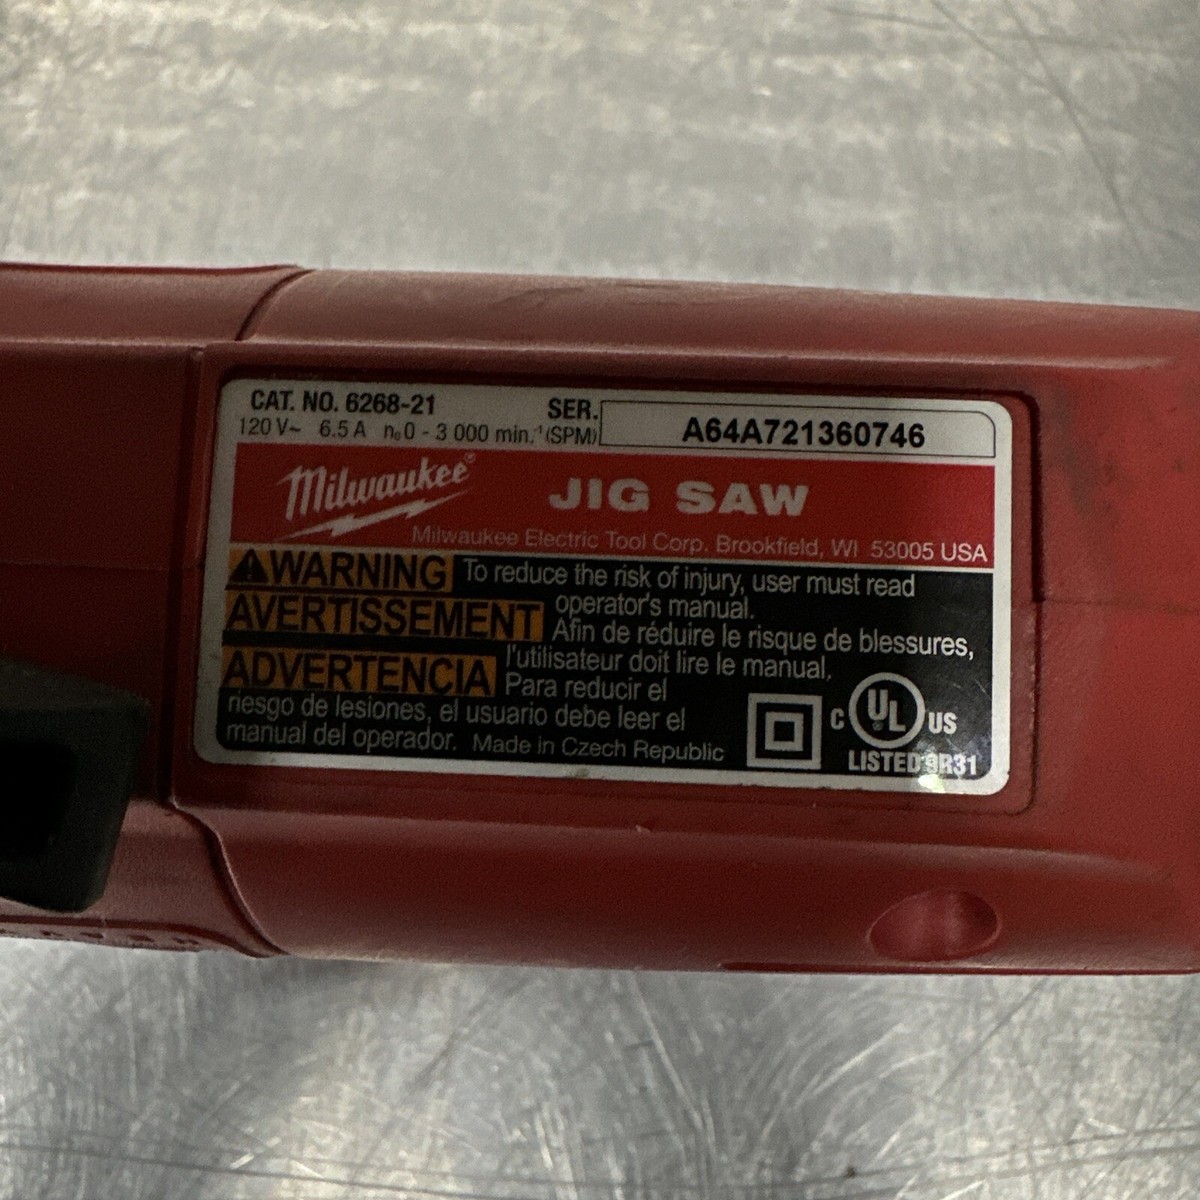 CAT. NO. 6268-21 SER. A64A721360746
120 V~ 6.5 A n₀ 0 - 3 000 min.⁻¹ (SPM)
Milwaukee® JIG SAW
Milwaukee Electric Tool Corp. Brookfield, WI 53005 USA
WARNING To reduce the risk of injury, user must read
operator's manual.
AVERTISSEMENT Afin de réduire le risque de blessures,
l'utilisateur doit lire le manual.
ADVERTENCIA Para reducir el
riesgo de lesiones, el usuario debe leer el
manual del operador. Made in Czech Republic
C UL US
LISTED 9R31